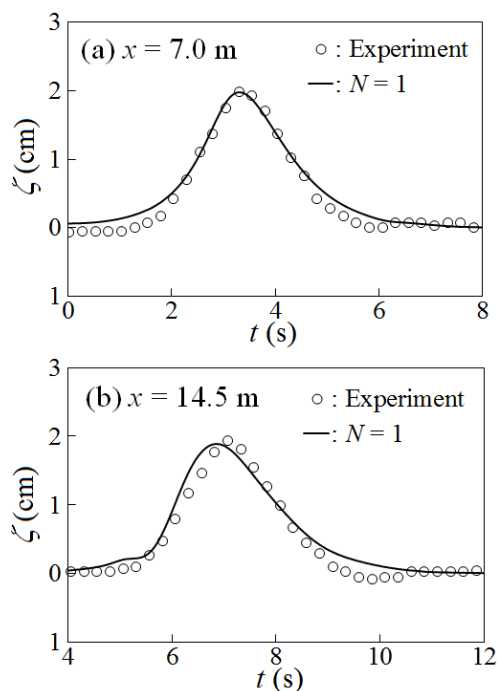 3
(a) x = 7.0 m
○ : Experiment
2
— : N = 1
ζ (cm)
1
0
1
0 2 4 6 8
t (s)
3
(b) x = 14.5 m
○ : Experiment
2
— : N = 1
ζ (cm)
1
0
1
4 6 8 10 12
t (s)